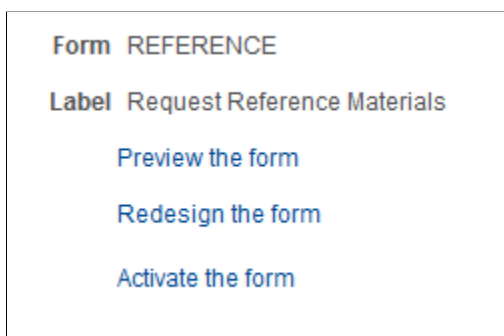 Form REFERENCE
Label Request Reference Materials
Preview the form
Redesign the form
Activate the form